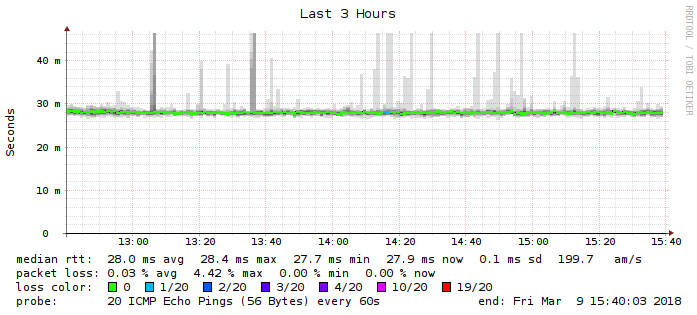 Last 3 Hours
RRDTOOL / TOBI OETIKER
Seconds
40 m
30 m
20 m
10 m
0
13:00 13:20 13:40 14:00 14:20 14:40 15:00 15:20 15:40
median rtt: 28.0 ms avg 28.4 ms max 27.7 ms min 27.9 ms now 0.1 ms sd 199.7 am/s
packet loss: 0.03 % avg 4.42 % max 0.00 % min 0.00 % now
loss color: 0 1/20 2/20 3/20 4/20 10/20 19/20
probe: 20 ICMP Echo Pings (56 Bytes) every 60s end: Fri Mar 9 15:40:03 2018